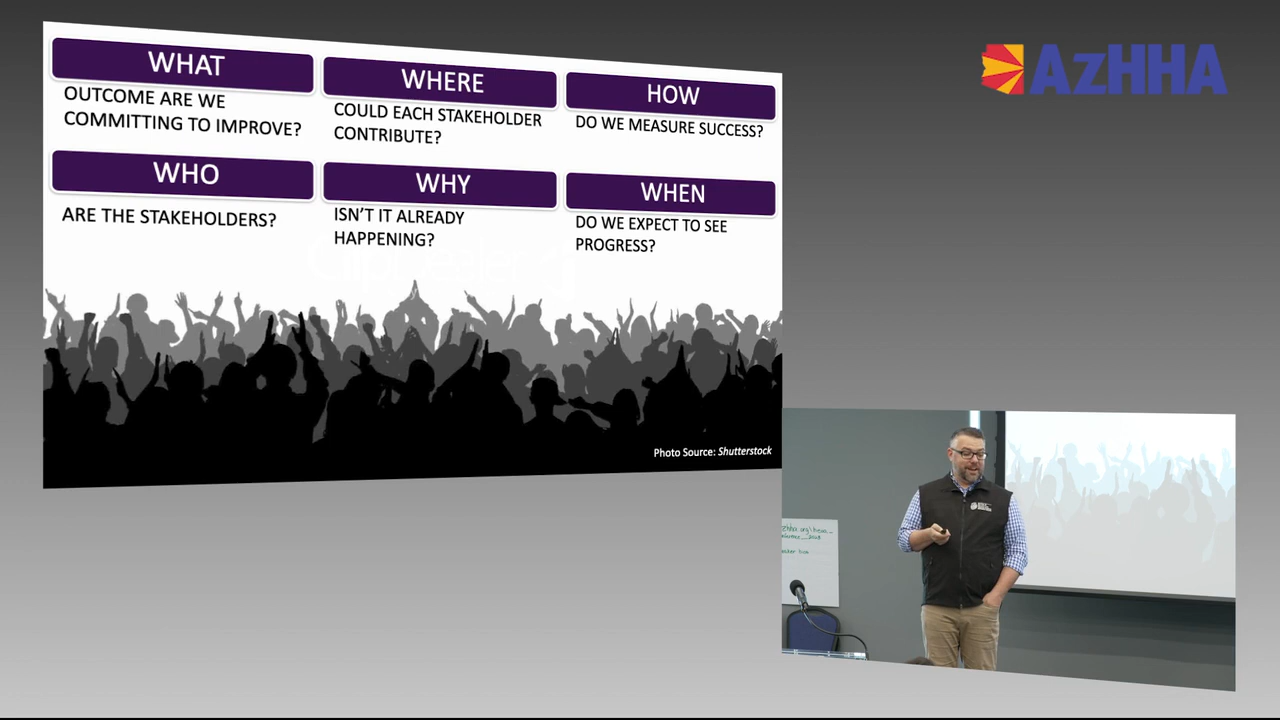 WHAT
OUTCOME ARE WE
COMMITTING TO IMPROVE?
WHERE
COULD EACH STAKEHOLDER
CONTRIBUTE?
HOW
DO WE MEASURE SUCCESS?
WHO
ARE THE STAKEHOLDERS?
WHY
ISN'T IT ALREADY
HAPPENING?
WHEN
DO WE EXPECT TO SEE
PROGRESS?
Photo Source: Shutterstock
AzHHA